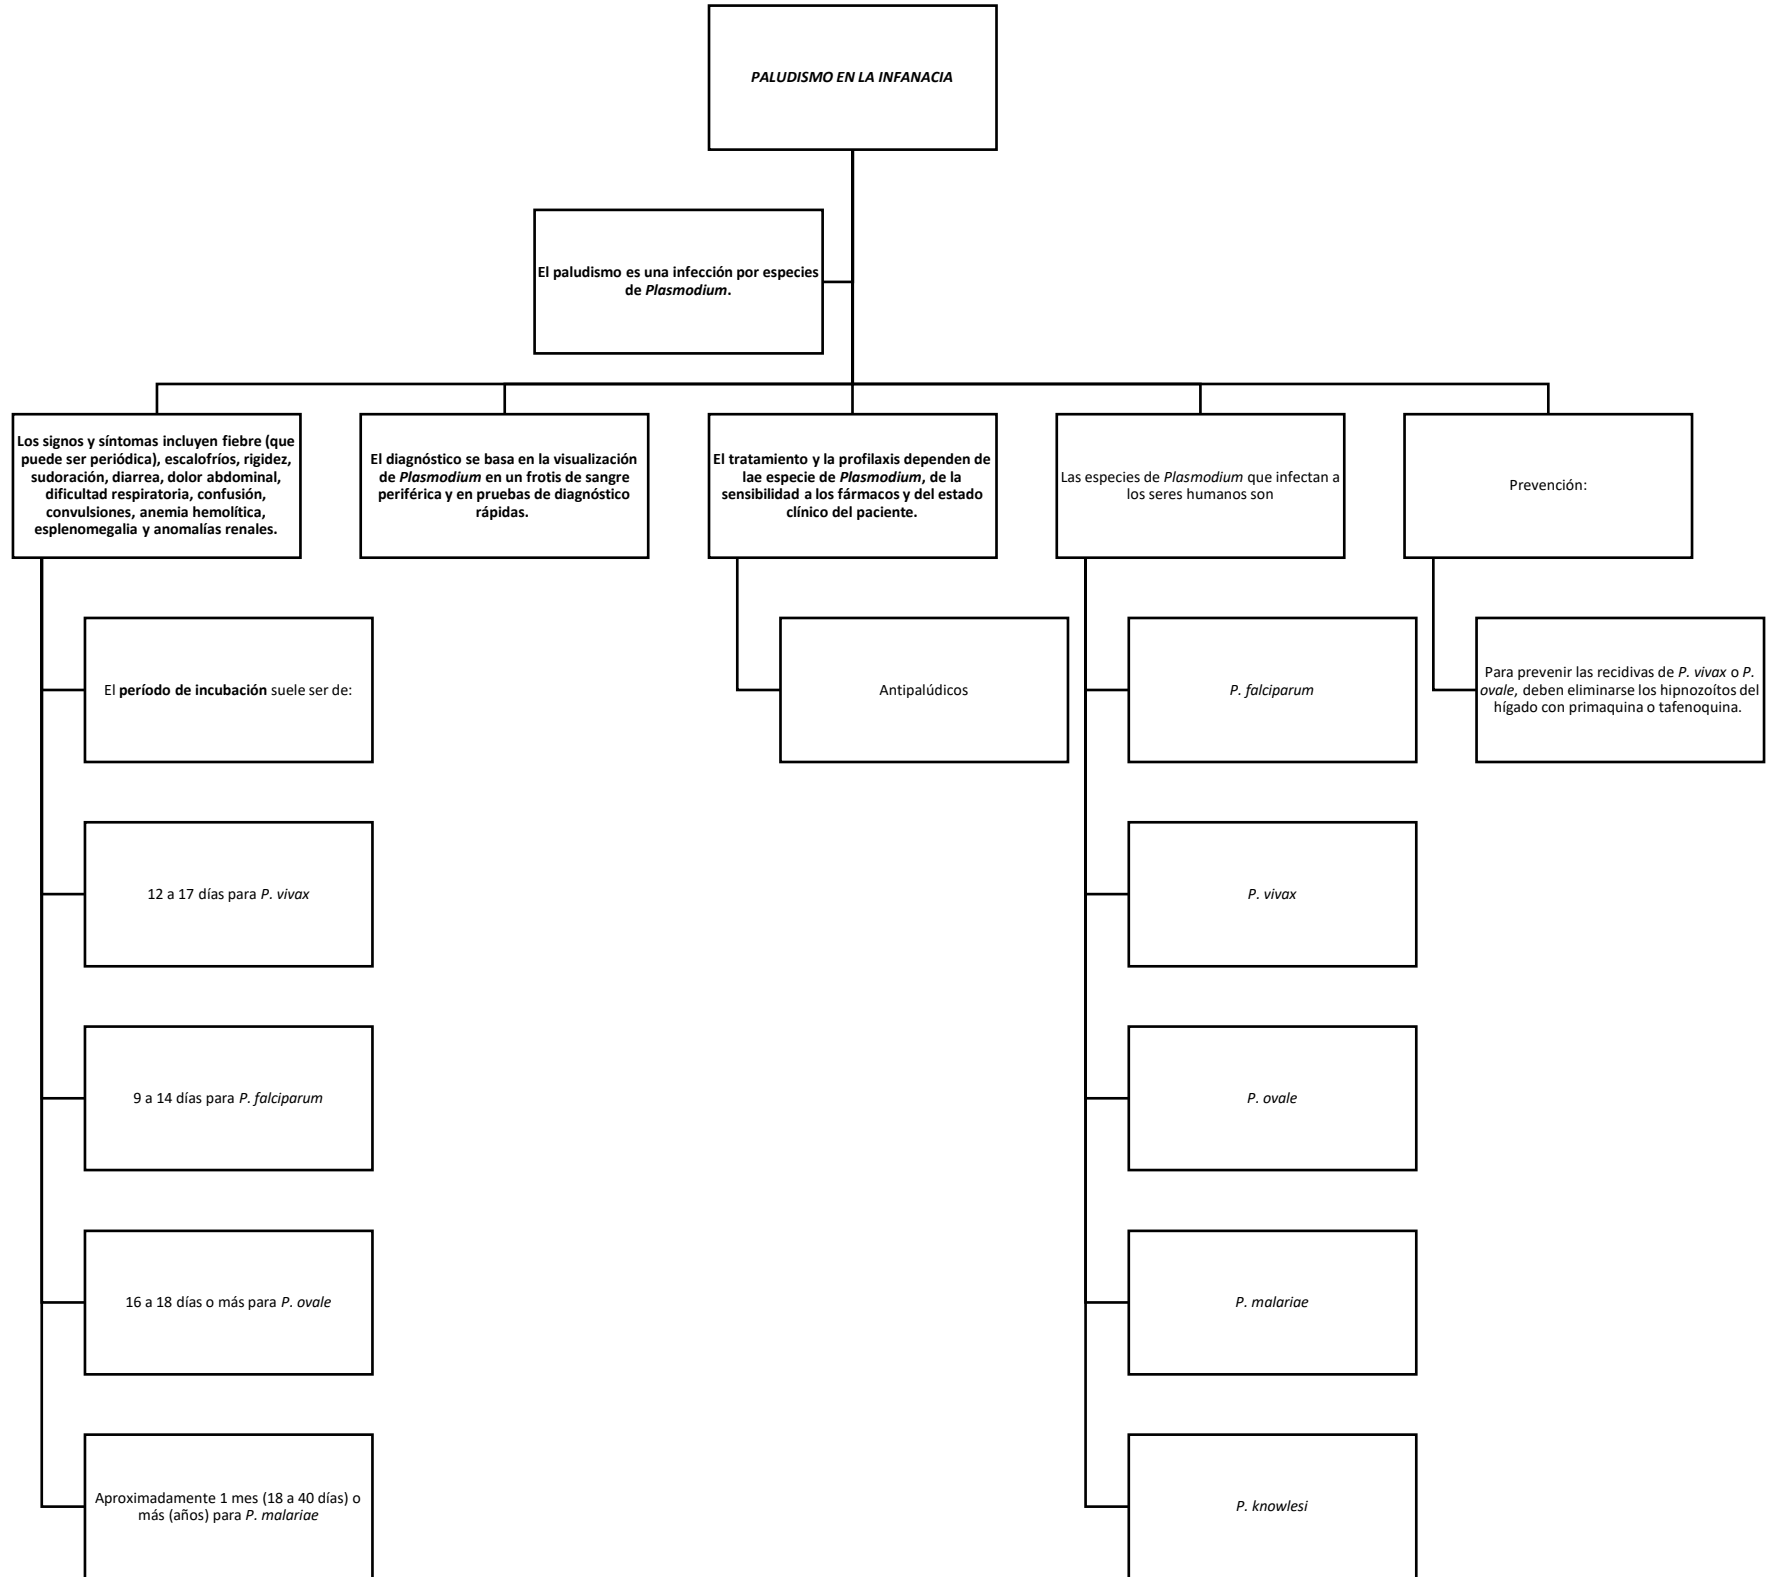 PALUDISMO EN LA INFANACIA
El paludismo es una infección por especies
de Plasmodium.
Los signos y síntomas incluyen fiebre (que
puede ser periódica), escalofríos, rigidez,
sudoración, diarrea, dolor abdominal,
dificultad respiratoria, confusión,
convulsiones, anemia hemolítica,
esplenomegalia y anomalías renales.
El diagnóstico se basa en la visualización
de Plasmodium en un frotis de sangre
periférica y en pruebas de diagnóstico
rápidas.
El tratamiento y la profilaxis dependen de
lae especie de Plasmodium, de la
sensibilidad a los fármacos y del estado
clínico del paciente.
Las especies de Plasmodium que infectan a
los seres humanos son
Prevención:
El período de incubación suele ser de:
12 a 17 días para P. vivax
9 a 14 días para P. falciparum
16 a 18 días o más para P. ovale
Aproximadamente 1 mes (18 a 40 días) o
más (años) para P. malariae
Antipalúdicos
P. falciparum
P. vivax
P. ovale
P. malariae
P. knowlesi
Para prevenir las recidivas de P. vivax o P.
ovale, deben eliminarse los hipnozoítos del
hígado con primaquina o tafenoquina.